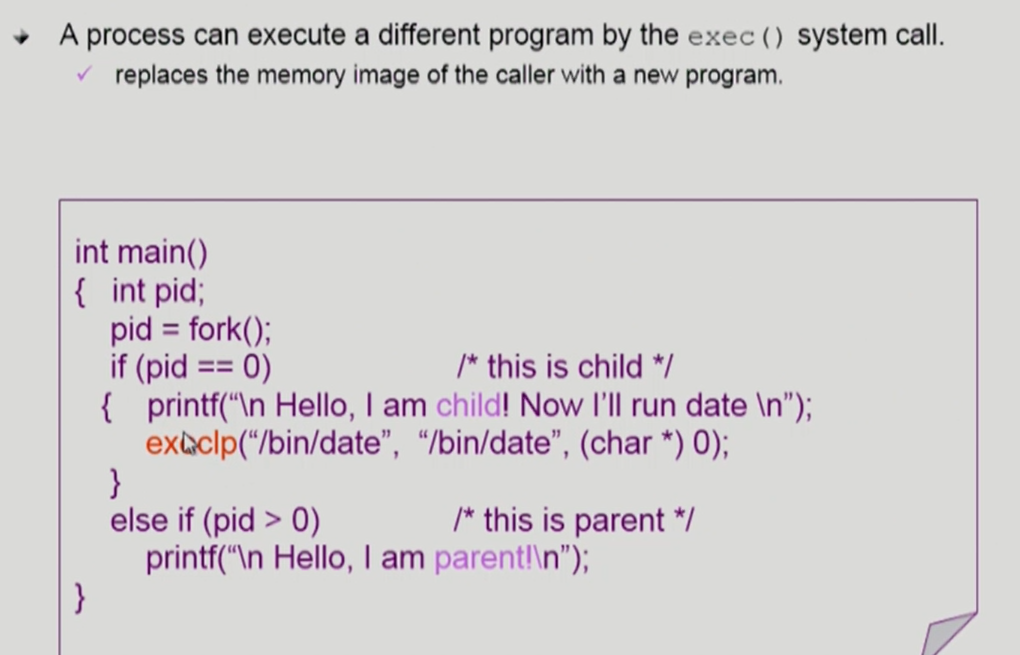 A process can execute a different program by the exec() system call.
✓ replaces the memory image of the caller with a new program.
int main()
{ int pid;
pid = fork();
if (pid == 0) /* this is child */
{ printf(“\n Hello, I am child! Now I’ll run date \n”);
execlp(“/bin/date”, “/bin/date”, (char *) 0);
}
else if (pid > 0) /* this is parent */
printf(“\n Hello, I am parent!\n”);
}